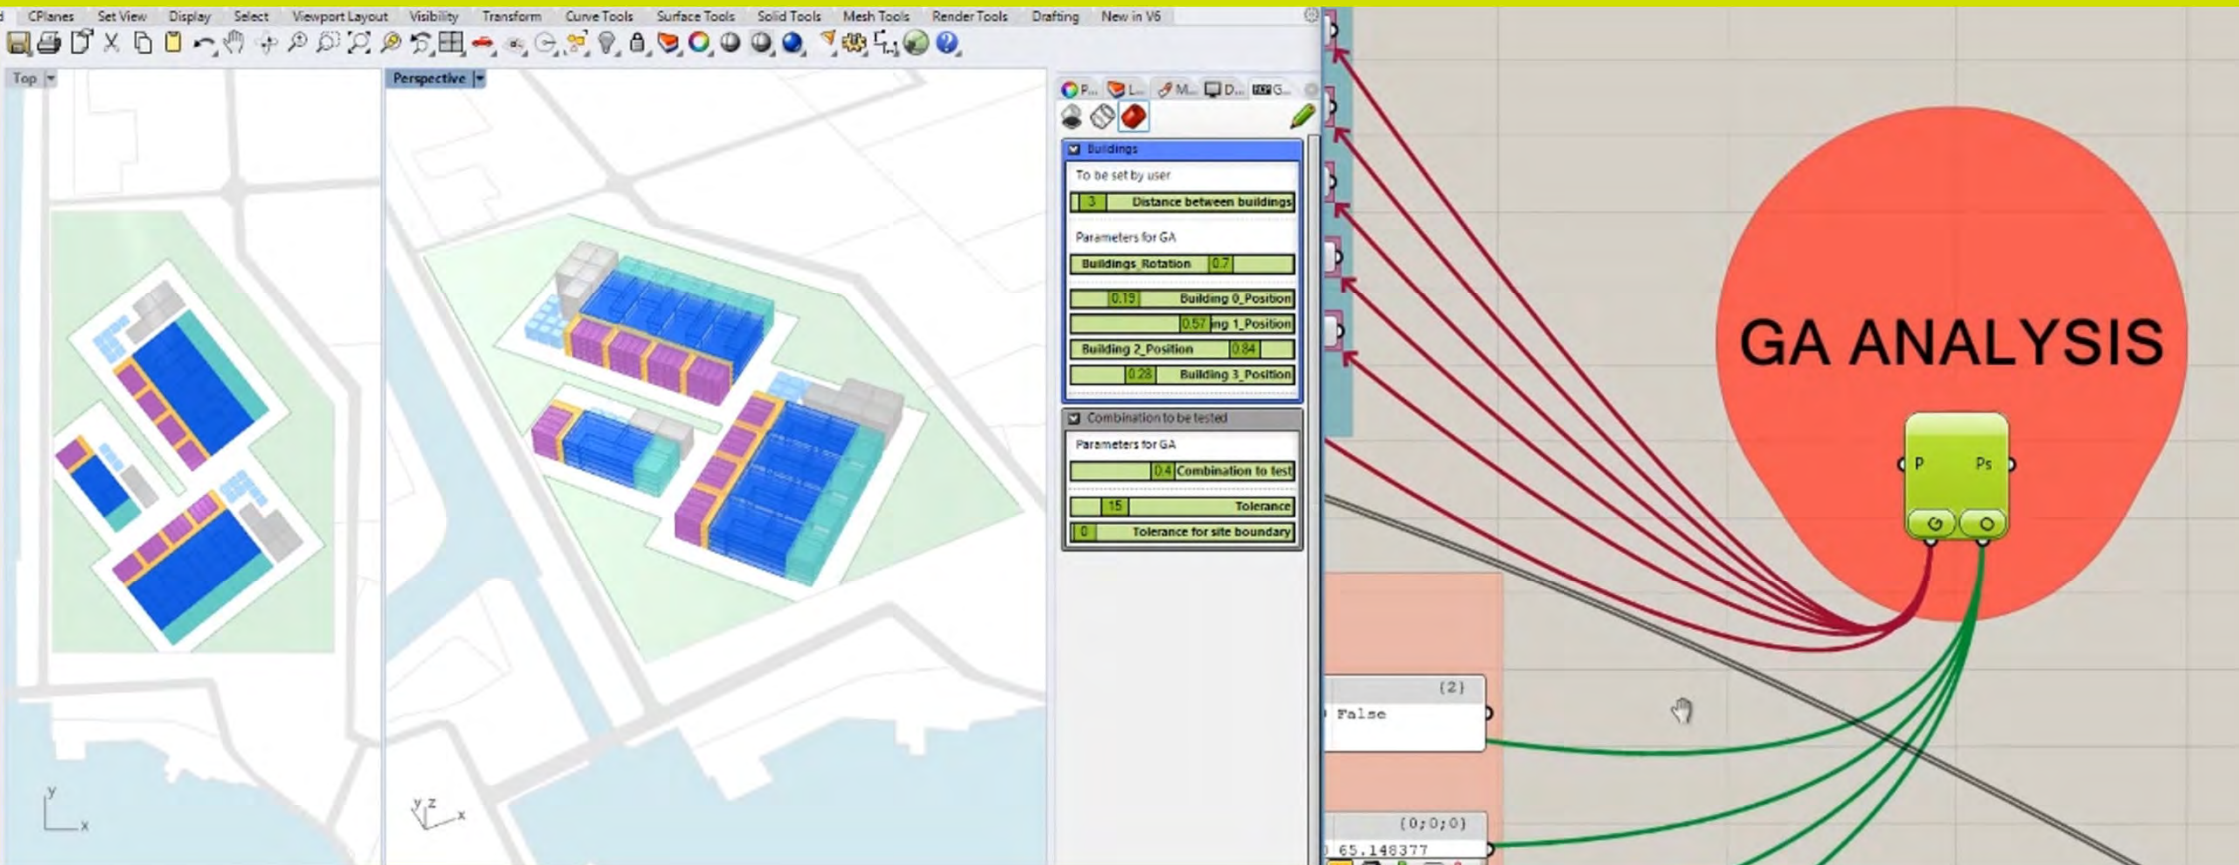 CPlanes Set View Display Select Viewport Layout Visibility Transform Curve Tools Surface Tools Solid Tools Mesh Tools Render Tools Drafting New in V6
Top
Perspective
P... L... M... D... G...
Buildings
To be set by user
3 Distance between buildings
Parameters for GA
Buildings_Rotation 0.7
0.19 Building 0_Position
0.57 ing 1_Position
Building 2_Position 0.84
0.28 Building 3_Position
Combination to be tested
Parameters for GA
0.4 Combination to test
15 Tolerance
0 Tolerance for site boundary
y
x
y z
x
GA ANALYSIS
P Ps
G O
{2}
False
{0;0;0}
65.148377